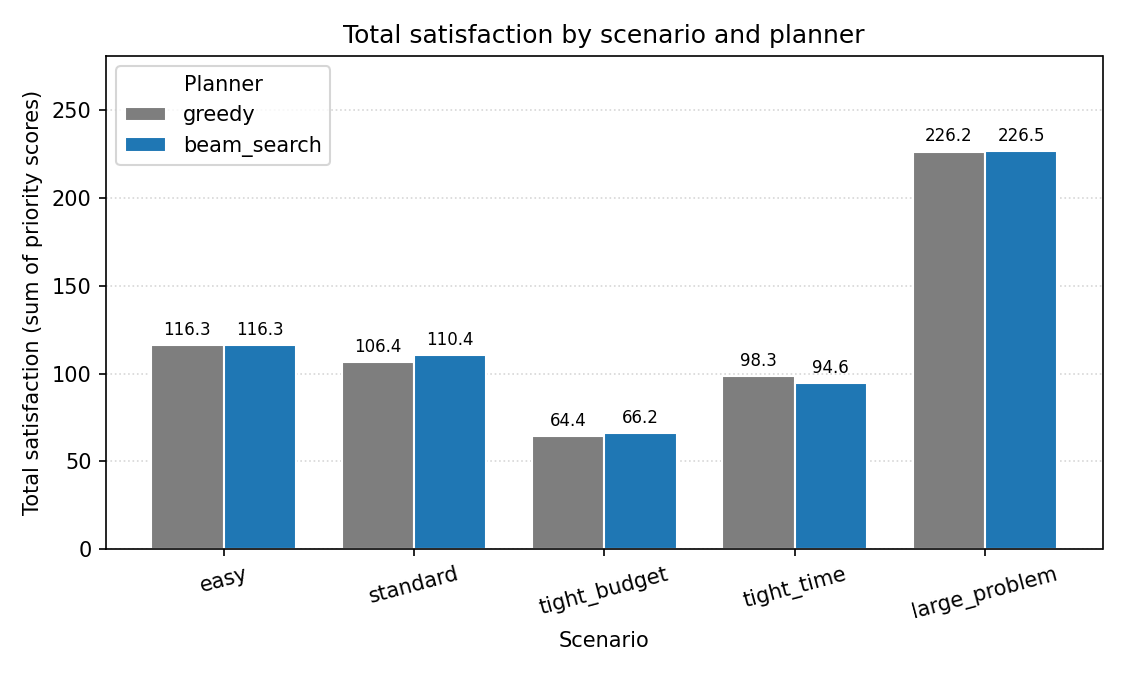 Total satisfaction by scenario and planner
Total satisfaction (sum of priority scores)
250
200
150
100
50
0
Planner
greedy
beam_search
116.3 116.3
106.4 110.4
64.4 66.2
98.3 94.6
226.2 226.5
easy
standard
tight_budget
tight_time
large_problem
Scenario